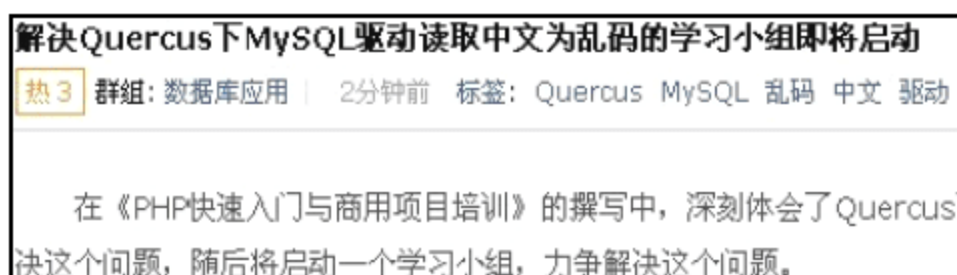 解决Quercus下MySQL驱动读取中文为乱码的学习小组即将启动
热 3 群组: 数据库应用 2分钟前 标签: Quercus MySQL 乱码 中文 驱动
在《PHP快速入门与商用项目培训》的撰写中，深刻体会了Quercus
决这个问题，随后将启动一个学习小组，力争解决这个问题。